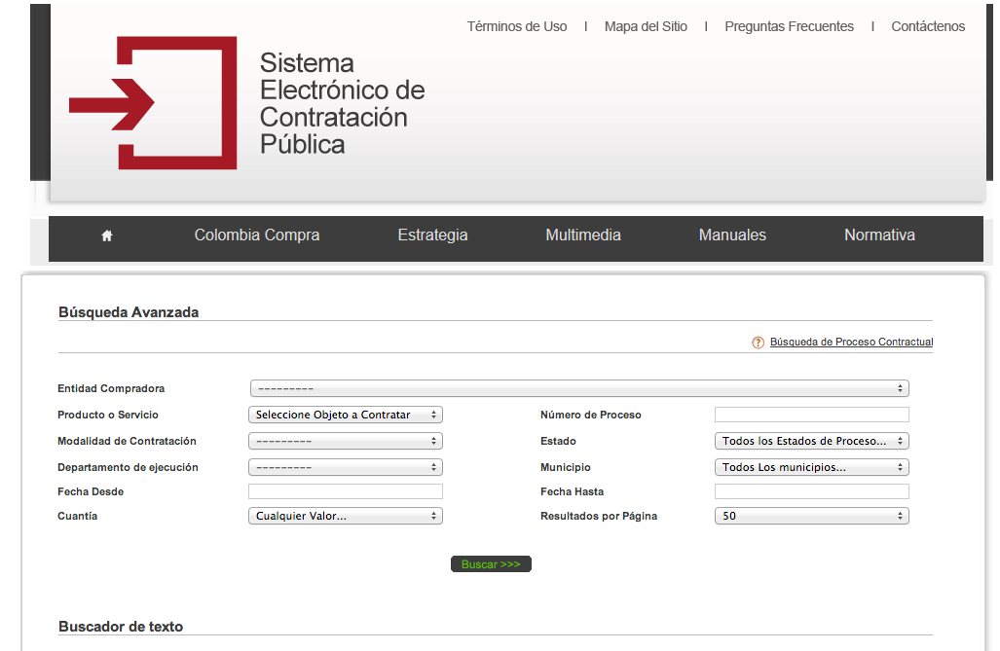 Términos de Uso | Mapa del Sitio | Preguntas Frecuentes | Contáctenos
Sistema
Electrónico de
Contratación
Pública
Colombia Compra Estrategia Multimedia Manuales Normativa
Búsqueda Avanzada
? Búsqueda de Proceso Contractual
Entidad Compradora ---------
Producto o Servicio Seleccione Objeto a Contratar Número de Proceso
Modalidad de Contratación --------- Estado Todos los Estados de Proceso...
Departamento de ejecución --------- Municipio Todos Los municipios...
Fecha Desde Fecha Hasta
Cuantía Cualquier Valor... Resultados por Página 50
Buscar >>>
Buscador de texto